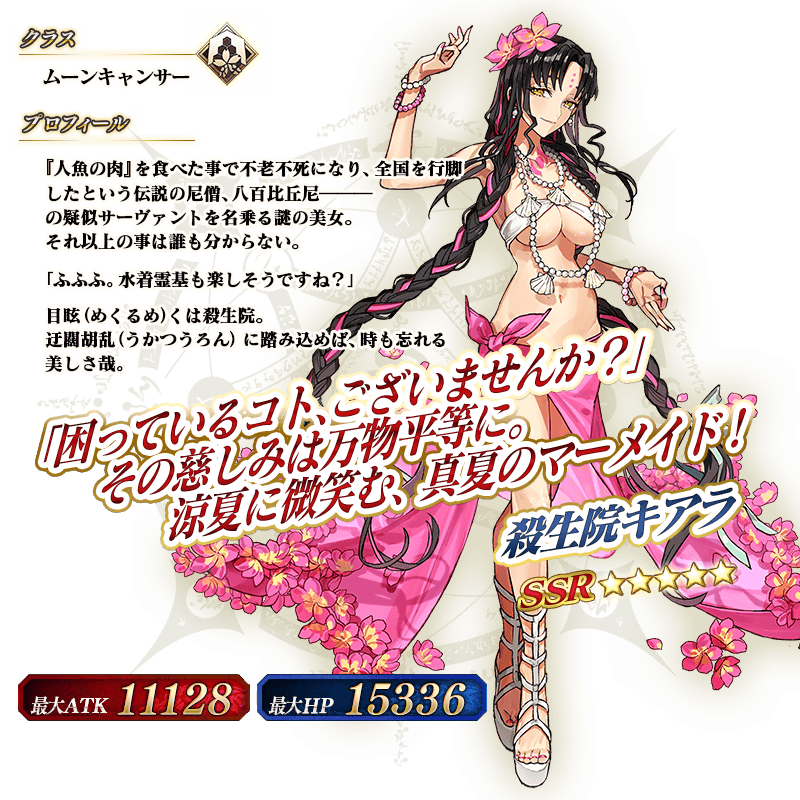 クラス
ムーンキャンサー
プロフィール
『人魚の肉』を食べた事で不老不死になり、全国を行脚
したという伝説の尼僧、八百比丘尼───
の疑似サーヴァントを名乗る謎の美女。
それ以上の事は誰も分からない。
「ふふふ。水着霊基も楽しそうですね？」
目眩(めくるめ)くは殺生院。
迂闊胡乱(うかつうろん) に踏み込めば、時も忘れる
美しさ哉。
「困っているコト、ございませんか？」
その慈しみは万物平等に。
涼夏に微笑む、真夏のマーメイド！
殺生院キアラ
SSR ★★★★★
最大ATK 11128
最大HP 15336